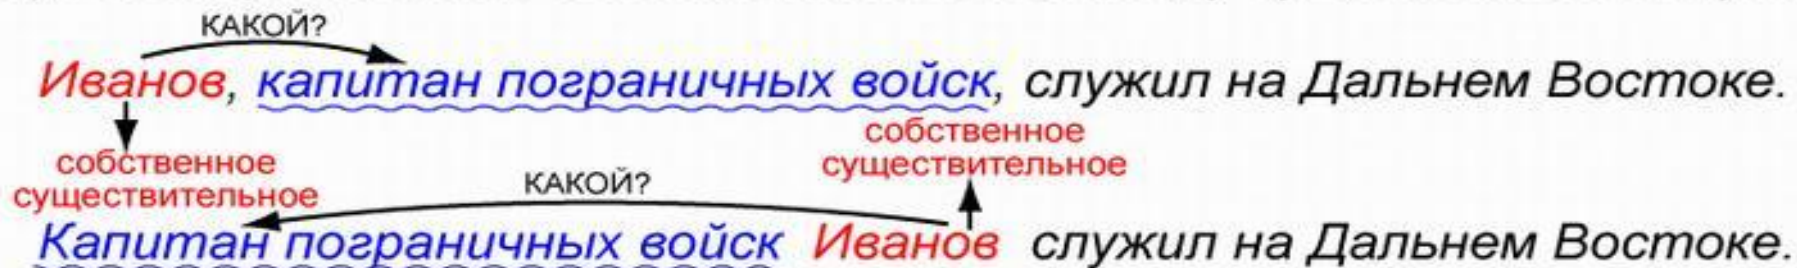 КАКОЙ?
Иванов, капитан пограничных войск, служил на Дальнем Востоке.
собственное
существительное
собственное
существительное
КАКОЙ?
Капитан пограничных войск Иванов служил на Дальнем Востоке.